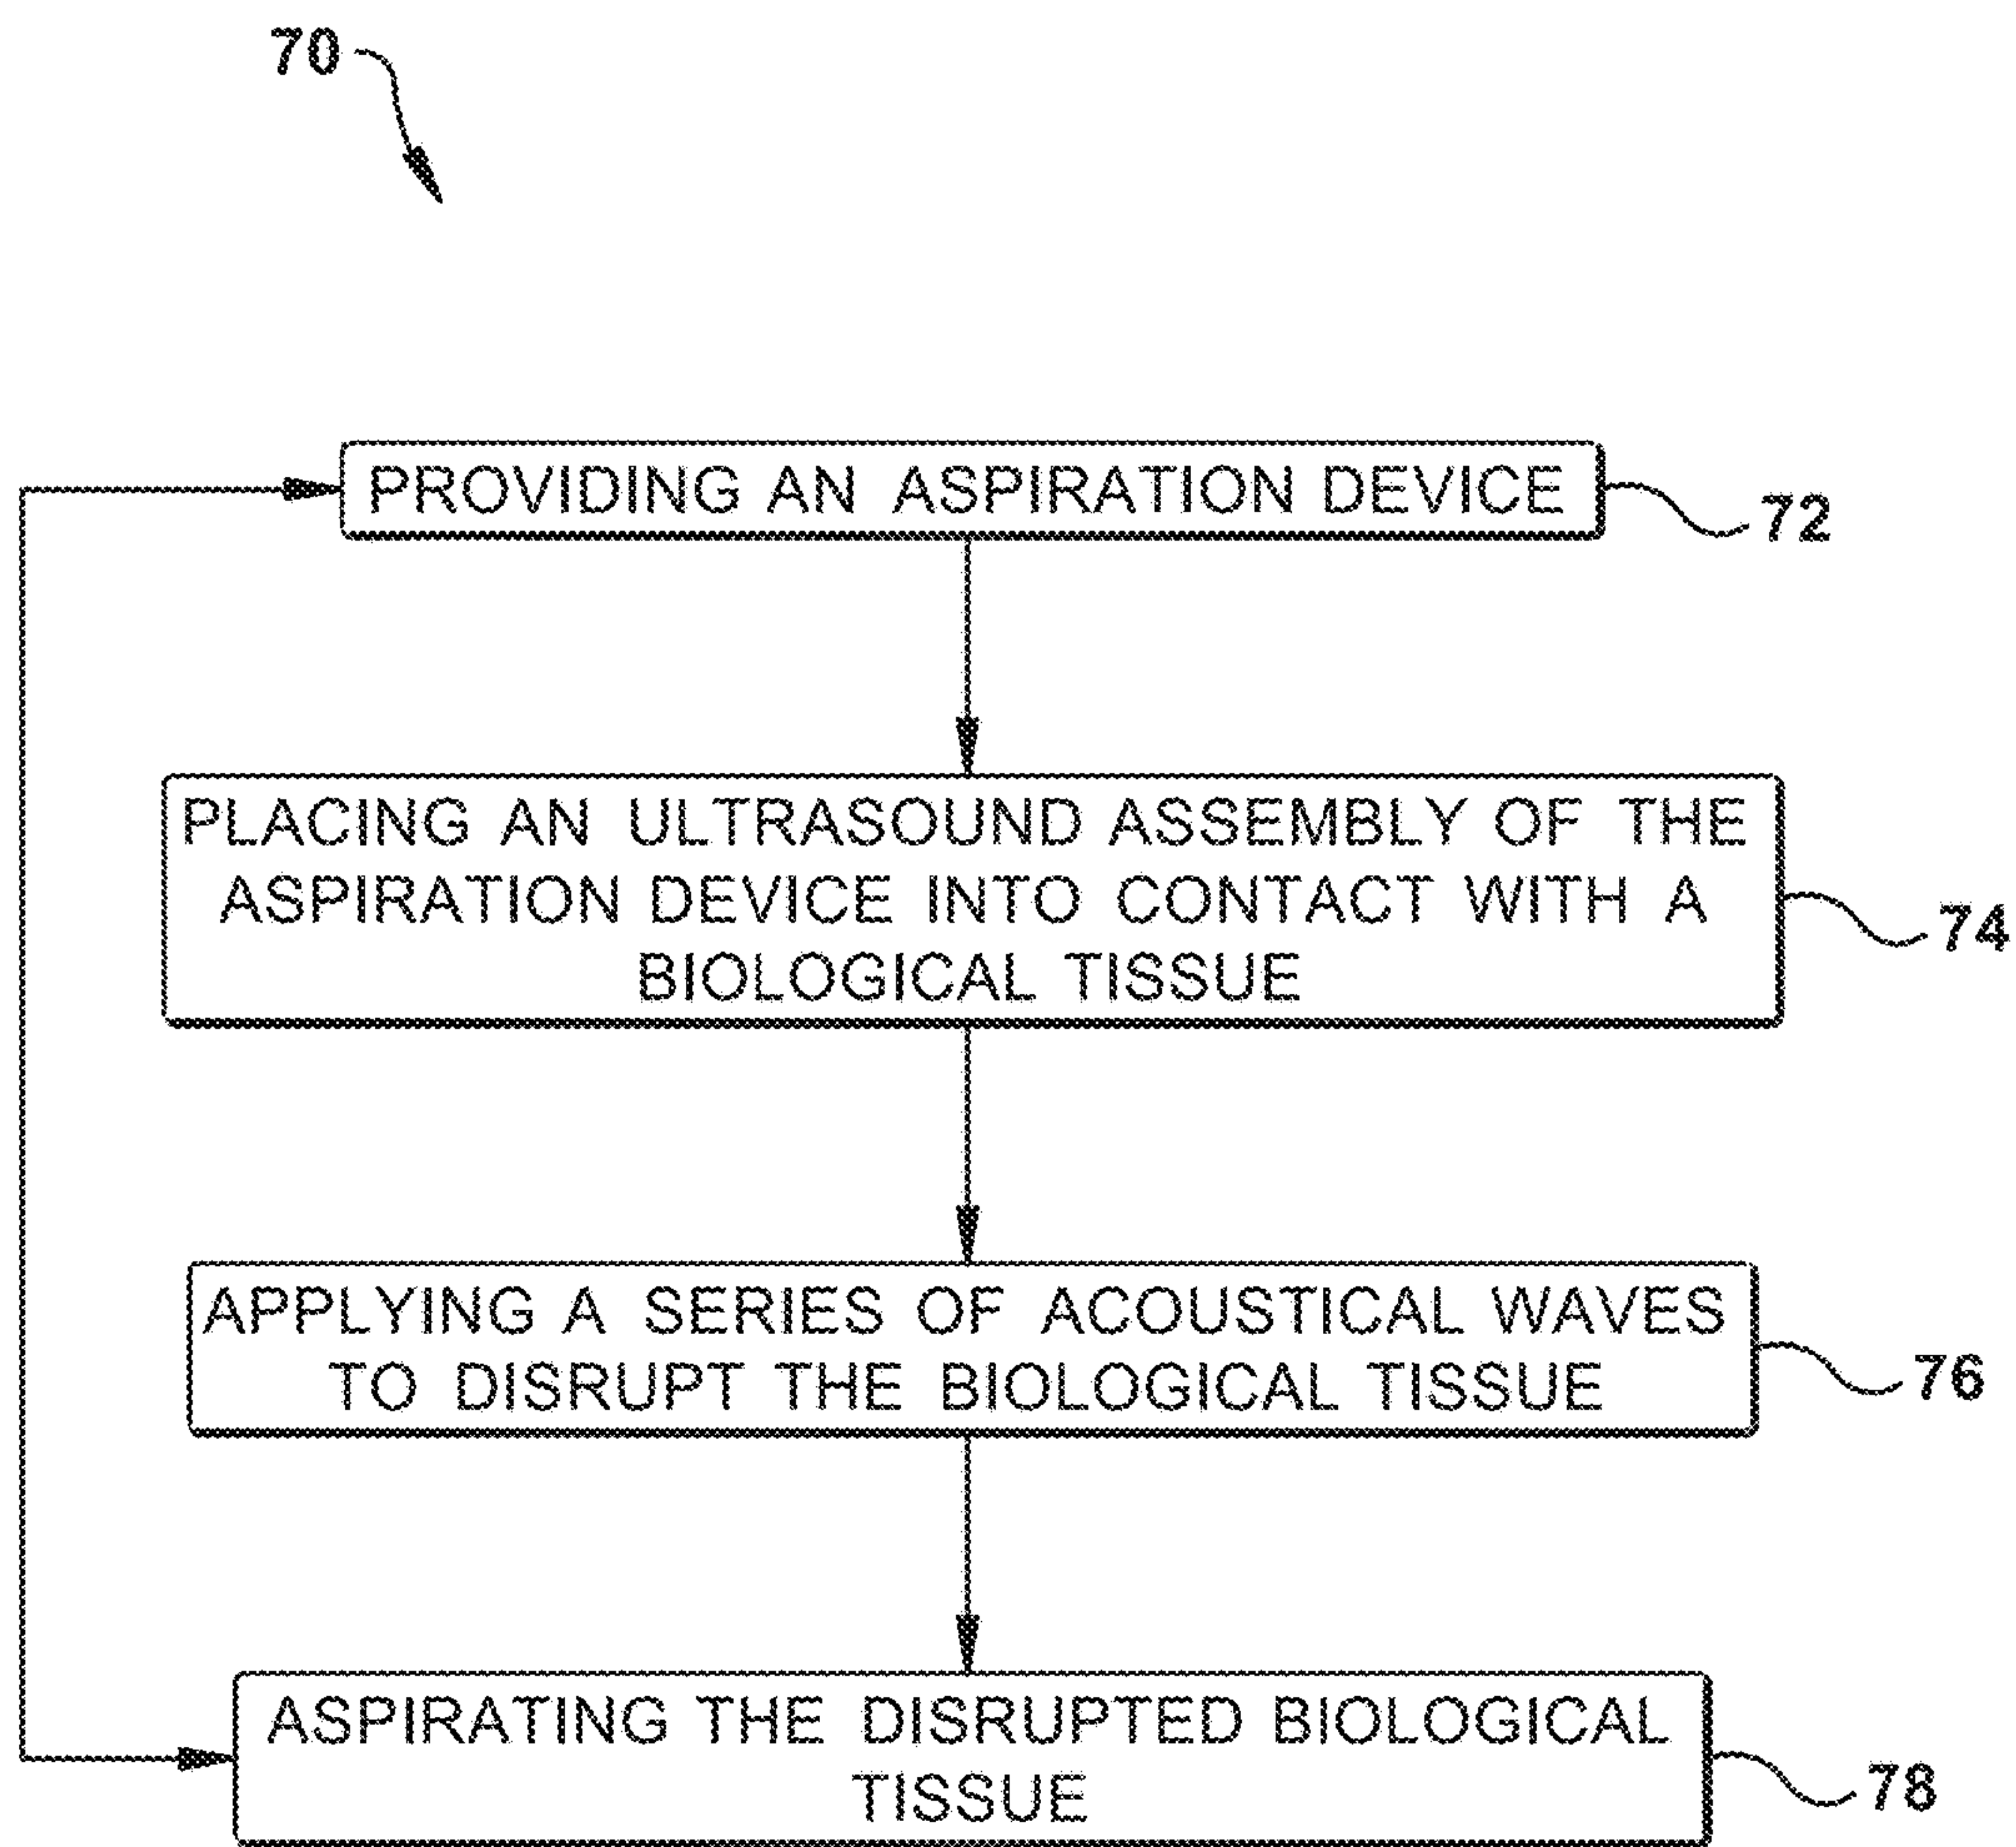 70
PROVIDING AN ASPIRATION DEVICE
72
PLACING AN ULTRASOUND ASSEMBLY OF THE
ASPIRATION DEVICE INTO CONTACT WITH A
BIOLOGICAL TISSUE
74
APPLYING A SERIES OF ACOUSTICAL WAVES
TO DISRUPT THE BIOLOGICAL TISSUE
76
ASPIRATING THE DISRUPTED BIOLOGICAL
TISSUE
78